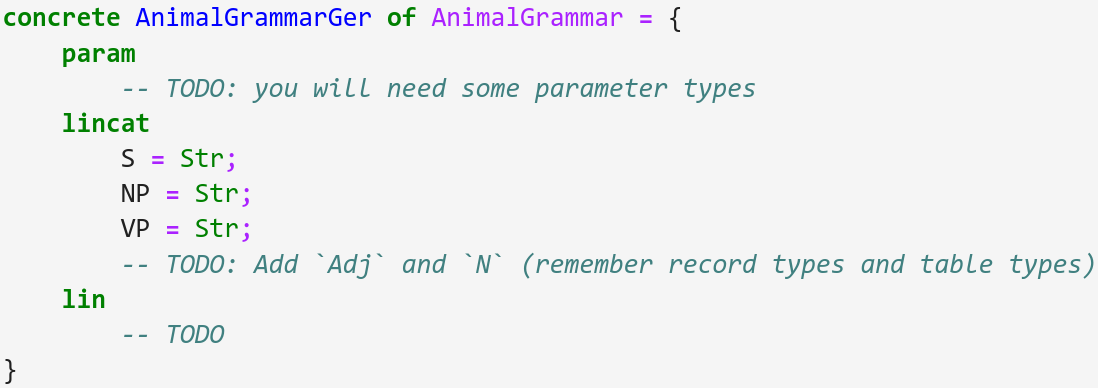 concrete AnimalGrammarGer of AnimalGrammar = {
    param
        -- TODO: you will need some parameter types
    lincat
        S = Str;
        NP = Str;
        VP = Str;
        -- TODO: Add `Adj` and `N` (remember record types and table types)
    lin
        -- TODO
}